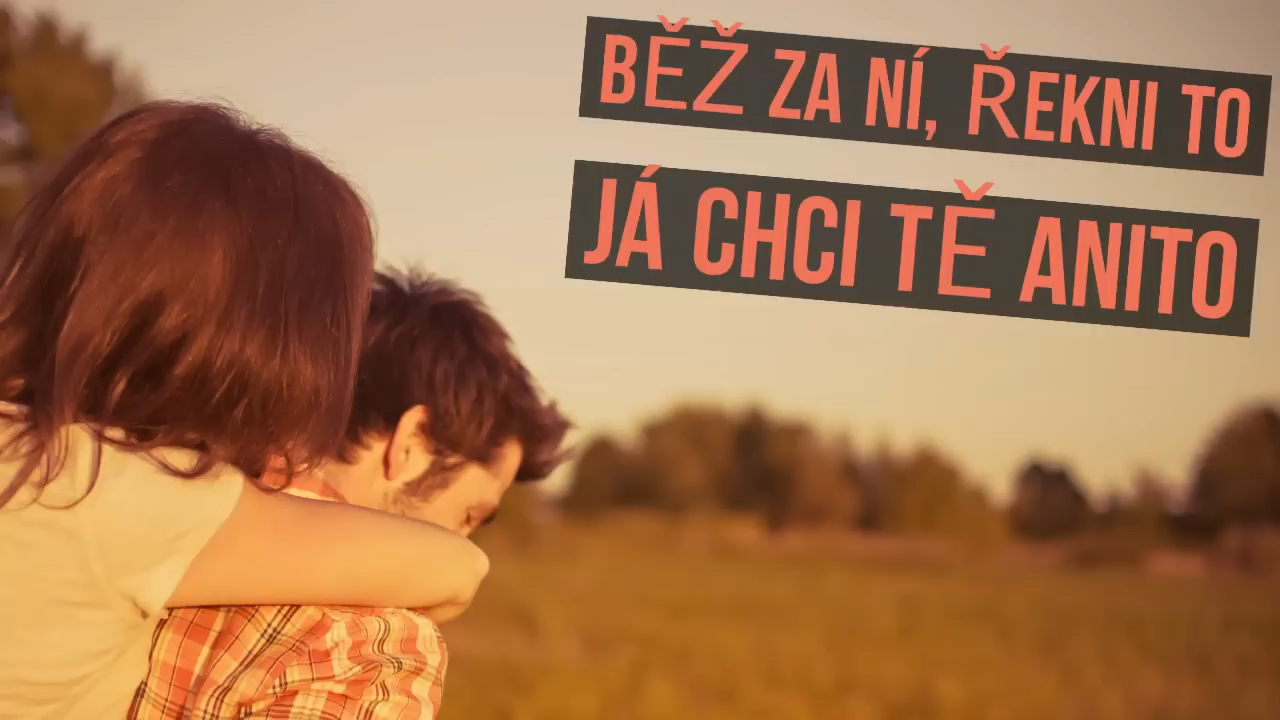 BĚŽ ZA NÍ, ŘEKNI TO
JÁ CHCI TĚ ANITO